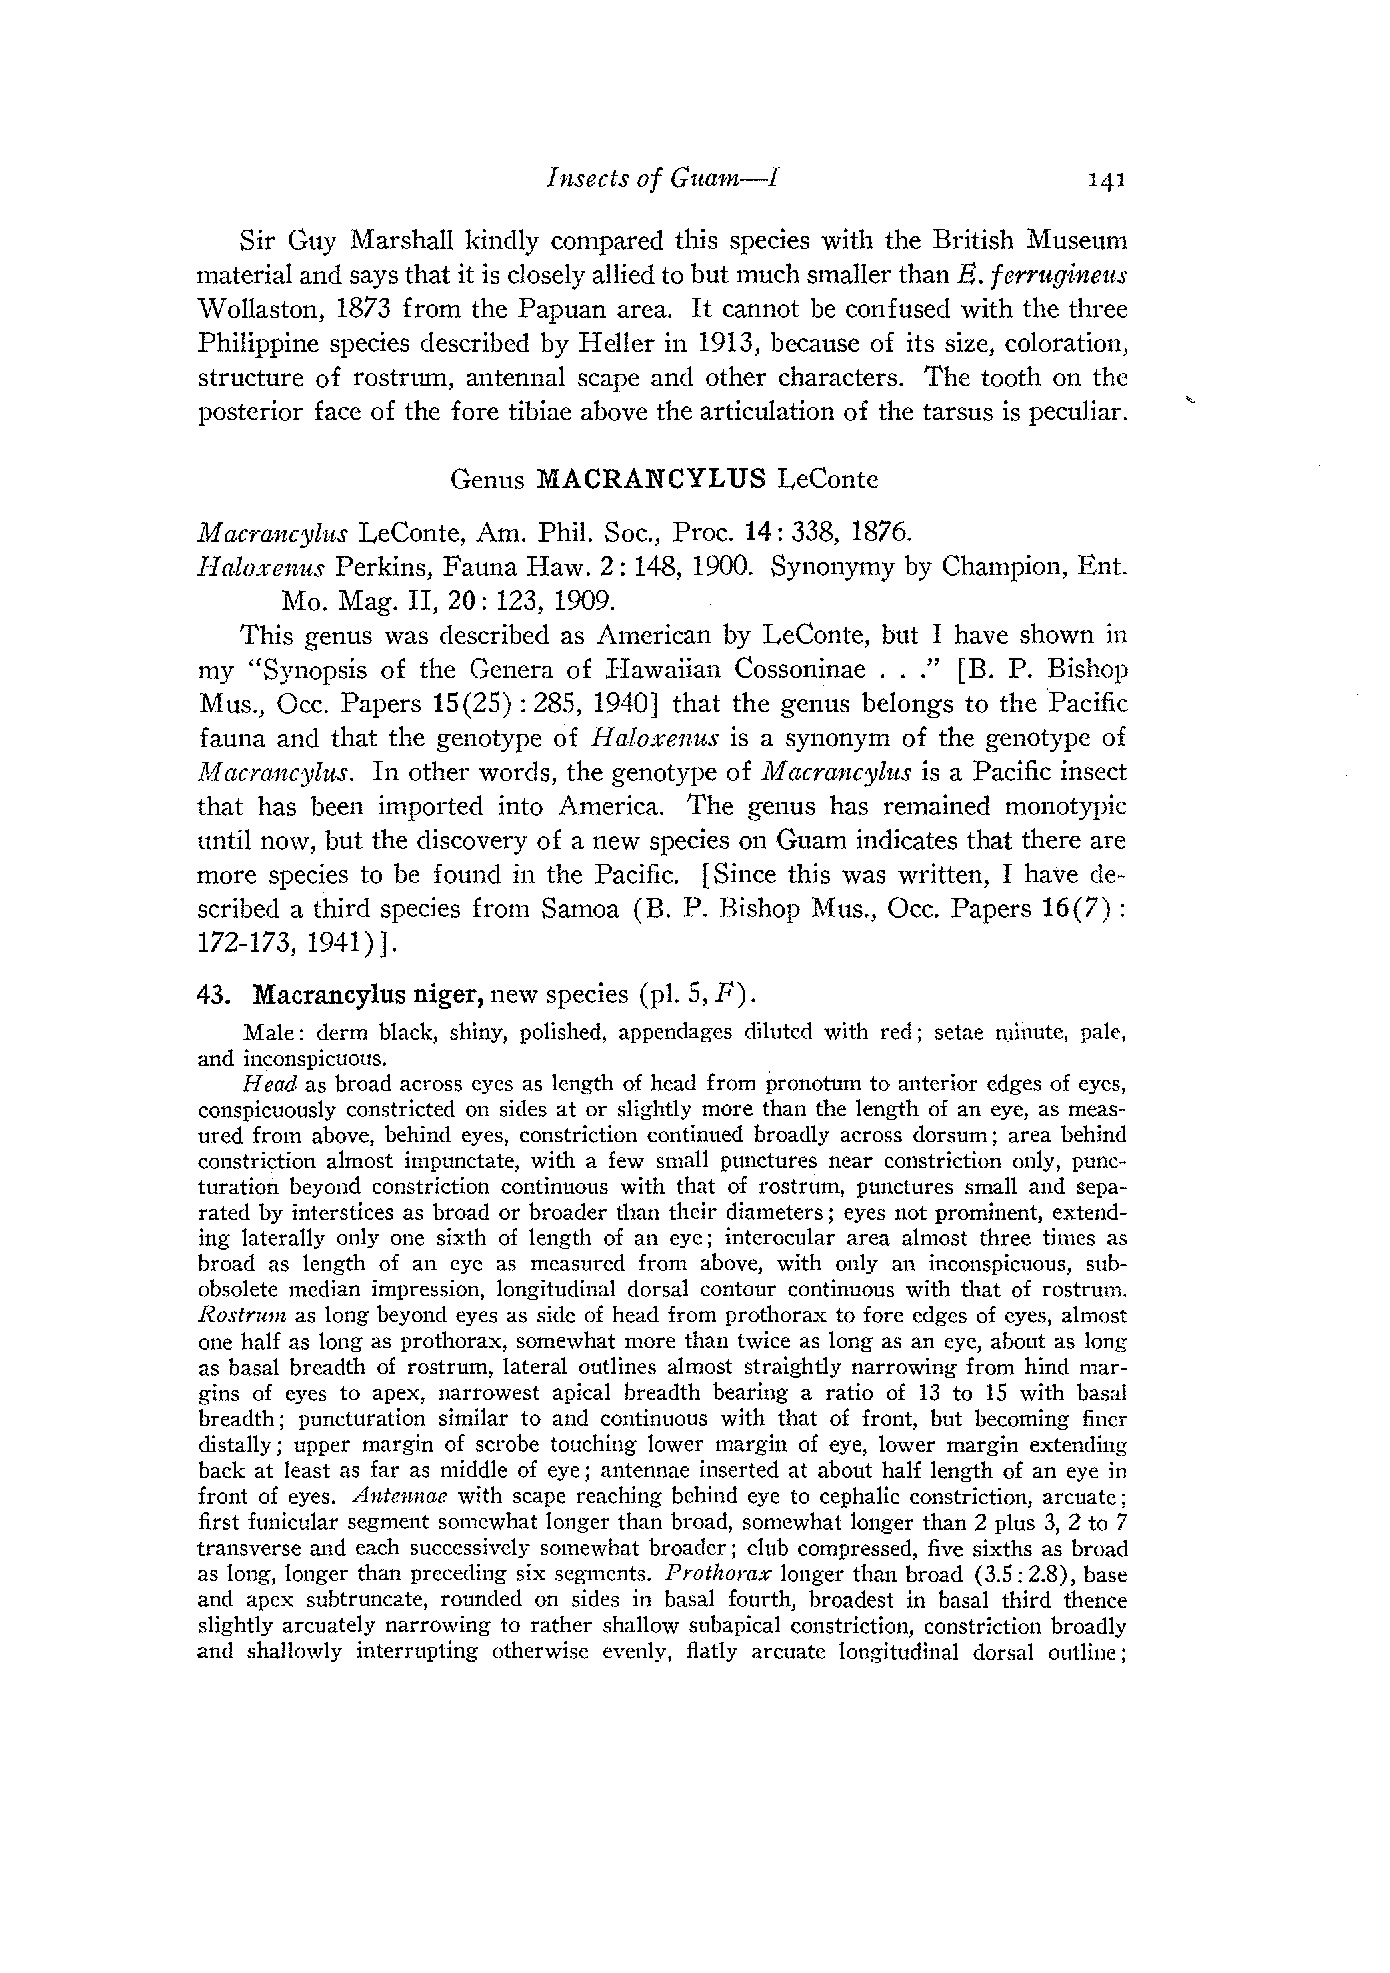 Insects of Guam—I 141
Sir Guy Marshall kindly compared this species with the British Museum
material and says that it is closely allied to but much smaller than E. ferrugineus
Wollaston, 1873 from the Papuan area. It cannot be confused with the three
Philippine species described by Heller in 1913, because of its size, coloration,
structure of rostrum, antennal scape and other characters. The tooth on the
posterior face of the fore tibiae above the articulation of the tarsus is peculiar.
Genus MACRANCYLUS LeConte
Macrancylus LeConte, Am. Phil. Soc., Proc. 14: 338, 1876.
Haloxenus Perkins, Fauna Haw. 2: 148, 1900. Synonymy by Champion, Ent.
Mo. Mag. II, 20: 123, 1909.
This genus was described as American by LeConte, but I have shown in
my “Synopsis of the Genera of Hawaiian Cossoninae . . .” [B. P. Bishop
Mus., Occ. Papers 15(25): 285, 1940] that the genus belongs to the Pacific
fauna and that the genotype of Haloxenus is a synonym of the genotype of
Macrancylus. In other words, the genotype of Macrancylus is a Pacific insect
that has been imported into America. The genus has remained monotypic
until now, but the discovery of a new species on Guam indicates that there are
more species to be found in the Pacific. [Since this was written, I have de-
scribed a third species from Samoa (B. P. Bishop Mus., Occ. Papers 16(7):
172-173, 1941)].
43. Macrancylus niger, new species (pl. 5, F).
Male: derm black, shiny, polished, appendages diluted with red; setae minute, pale,
and inconspicuous.
Head as broad across eyes as length of head from pronotum to anterior edges of eyes,
conspicuously constricted on sides at or slightly more than the length of an eye, as meas-
ured from above, behind eyes, constriction continued broadly across dorsum; area behind
constriction almost impunctate, with a few small punctures near constriction only, punc-
turation beyond constriction continuous with that of rostrum, punctures small and sepa-
rated by interstices as broad or broader than their diameters; eyes not prominent, extend-
ing laterally only one sixth of length of an eye; interocular area almost three times as
broad as length of an eye as measured from above, with only an inconspicuous, sub-
obsolete median impression, longitudinal dorsal contour continuous with that of rostrum.
Rostrum as long beyond eyes as side of head from prothorax to fore edges of eyes, almost
one half as long as prothorax, somewhat more than twice as long as an eye, about as long
as basal breadth of rostrum, lateral outlines almost straightly narrowing from hind mar-
gins of eyes to apex, narrowest apical breadth bearing a ratio of 13 to 15 with basal
breadth; puncturation similar to and continuous with that of front, but becoming finer
distally; upper margin of scrobe touching lower margin of eye, lower margin extending
back at least as far as middle of eye; antennae inserted at about half length of an eye in
front of eyes. Antennae with scape reaching behind eye to cephalic constriction, arcuate;
first funicular segment somewhat longer than broad, somewhat longer than 2 plus 3, 2 to 7
transverse and each successively somewhat broader; club compressed, five sixths as broad
as long, longer than preceding six segments. Prothorax longer than broad (3.5:2.8), base
and apex subtruncate, rounded on sides in basal fourth, broadest in basal third thence
slightly arcuately narrowing to rather shallow subapical constriction, constriction broadly
and shallowly interrupting otherwise evenly, flatly arcuate longitudinal dorsal outline;